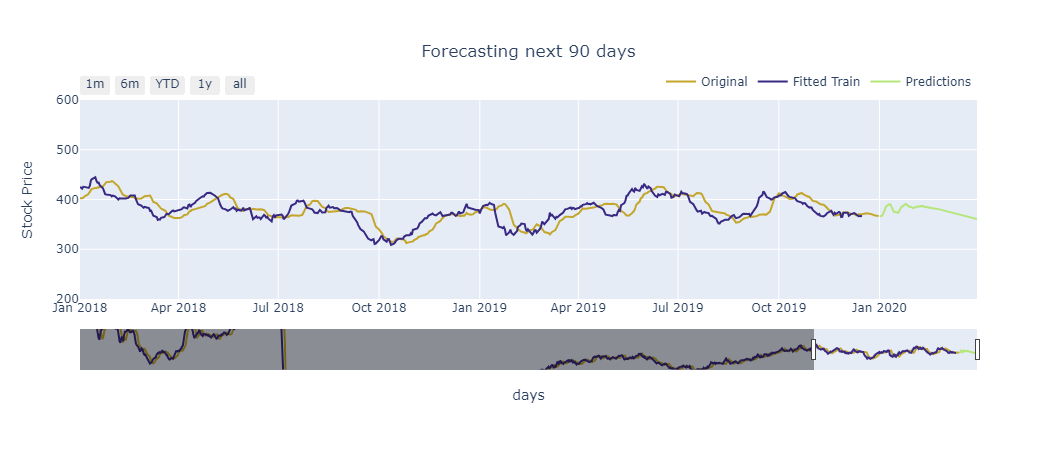 Forecasting next 90 days
1m 6m YTD 1y all
Original Fitted Train Predictions
Stock Price
600
500
400
300
200
Jan 2018 Apr 2018 Jul 2018 Oct 2018 Jan 2019 Apr 2019 Jul 2019 Oct 2019 Jan 2020
days